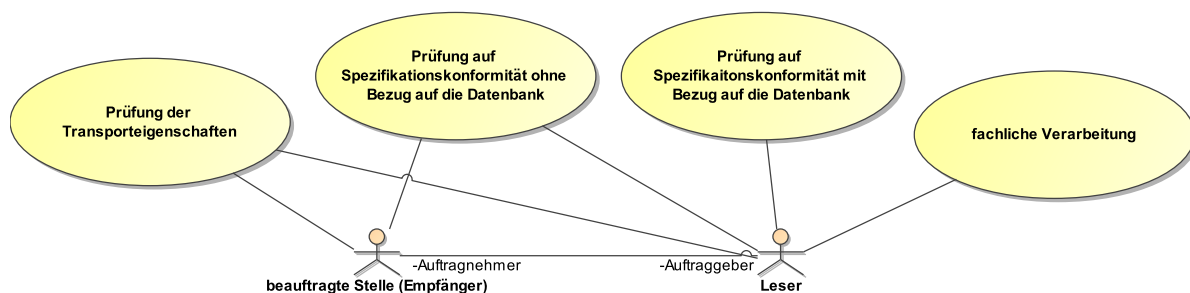 Prüfung der
Transporteigenschaften
Prüfung auf
Spezifikationskonformität ohne
Bezug auf die Datenbank
Prüfung auf
Spezifikaitonskonformität mit
Bezug auf die Datenbank
fachliche Verarbeitung
-Auftragnehmer
-Auftraggeber
beauftragte Stelle (Empfänger)
Leser